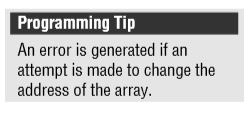 Programming Tip
An error is generated if an
attempt is made to change the
address of the array.